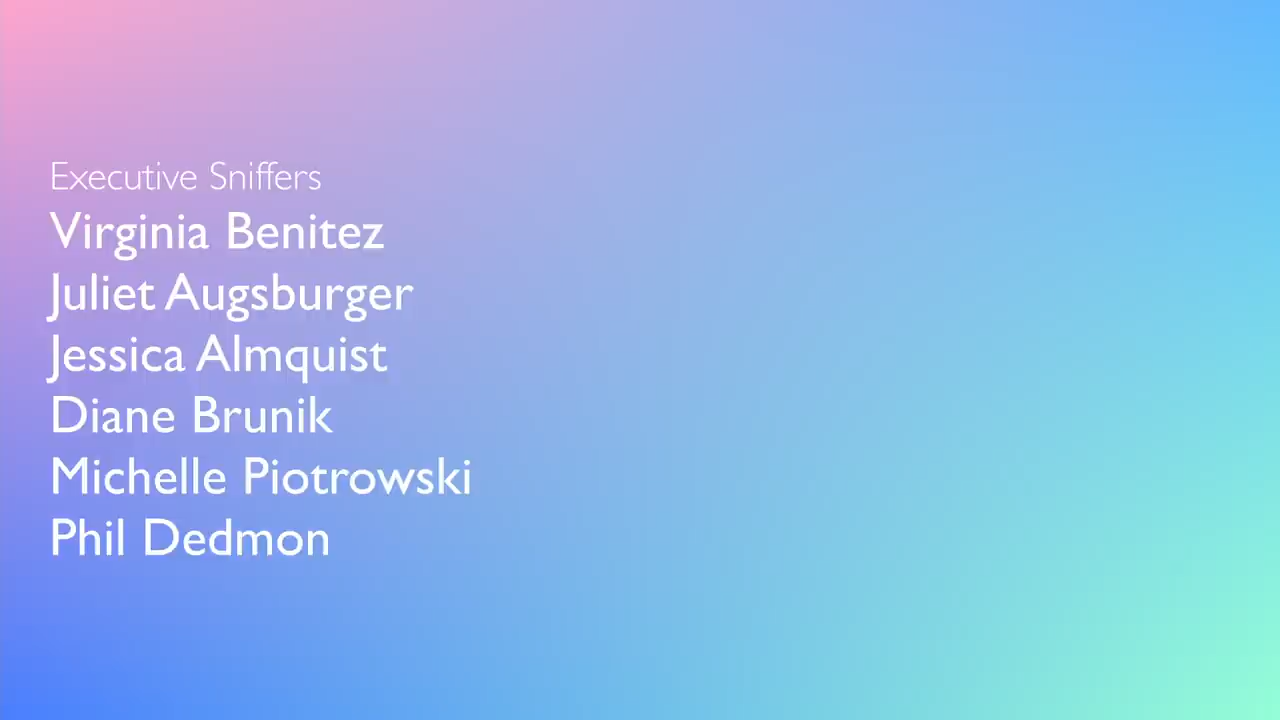 Executive Sniffers
Virginia Benitez
Juliet Augsburger
Jessica Almquist
Diane Brunik
Michelle Piotrowski
Phil Dedmon